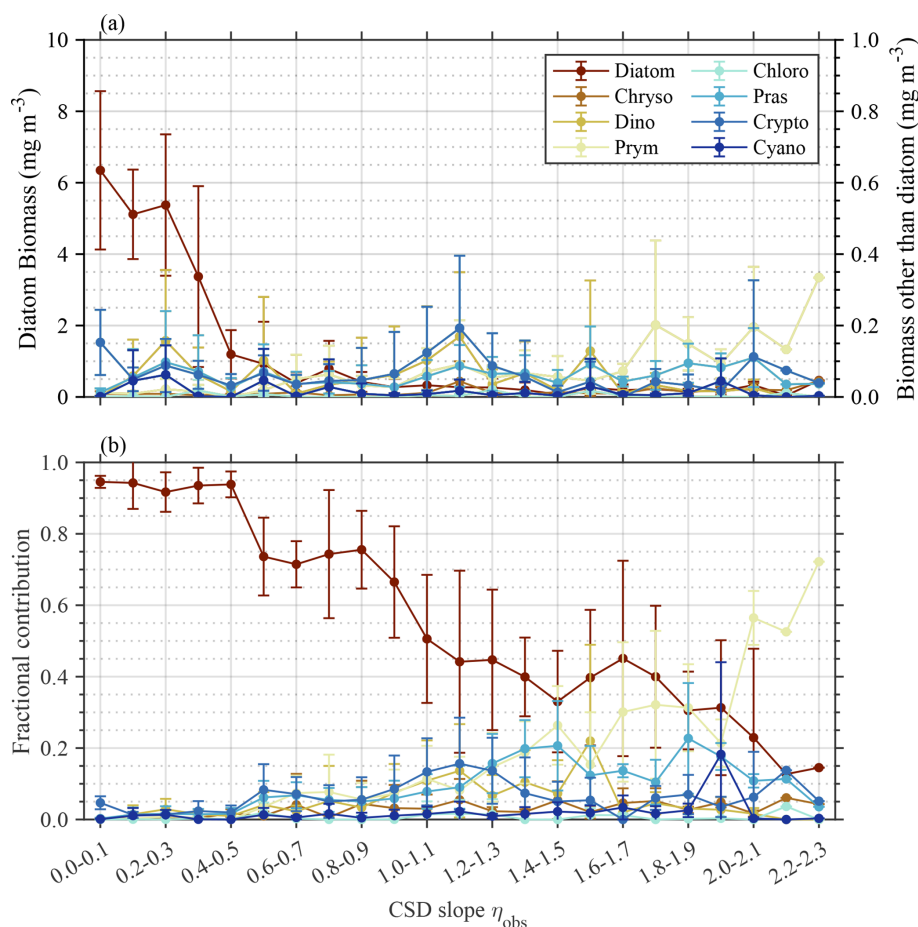 (a)
10
8
6
4
2
0
Diatom Biomass (mg m⁻³)
1.0
0.8
0.6
0.4
0.2
0.0
Biomass other than diatom (mg m⁻³)
Diatom
Chryso
Dino
Prym
Chloro
Pras
Crypto
Cyano
(b)
1.0
0.8
0.6
0.4
0.2
0.0
Fractional contribution
0.0-0.1
0.2-0.3
0.4-0.5
0.6-0.7
0.8-0.9
1.0-1.1
1.2-1.3
1.4-1.5
1.6-1.7
1.8-1.9
2.0-2.1
2.2-2.3
CSD slope η_obs